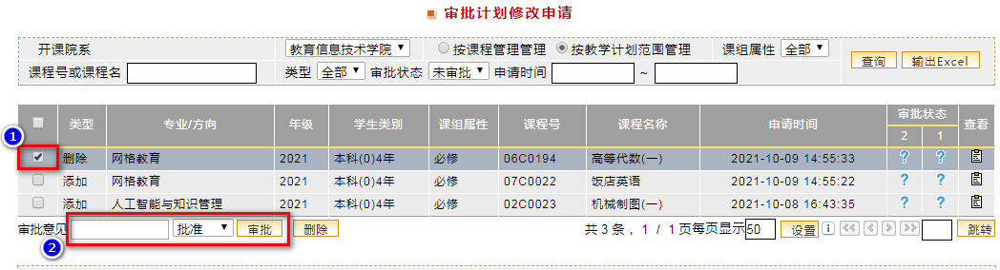 审批计划修改申请
开课院系 教育信息技术学院 按课程管理管理 按教学计划范围管理 课组属性 全部
查询 输出Excel
课程号或课程名 类型 全部 审批状态 未审批 申请时间 ~
类型 专业/方向 年级 学生类别 课组属性 课程号 课程名称 申请时间 审批状态 查看
2 1
1
删除 网格教育 2021 本科(0)4年 必修 06C0194 高等代数(一) 2021-10-09 14:55:33 ? ?
添加 网格教育 2021 本科(0)4年 必修 07C0022 饭店英语 2021-10-09 14:55:22 ? ?
添加 人工智能与知识管理 2021 本科(0)4年 必修 02C0023 机械制图(一) 2021-10-08 16:43:35 ? ?
审批意见 批准 审批 删除 共 3 条， 1 / 1 页每页显示 50 设置 跳转
2